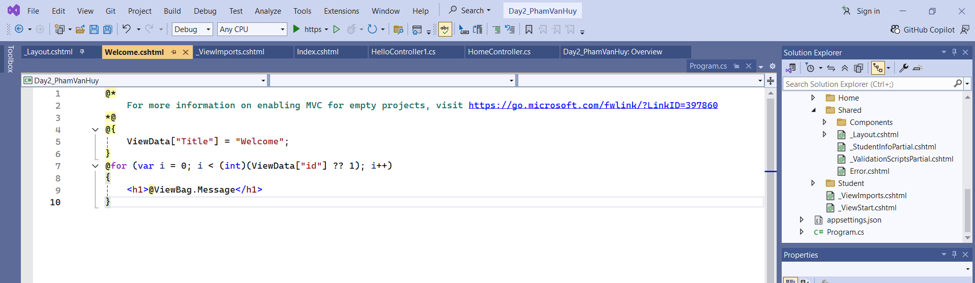 File Edit View Git Project Build Debug Test Analyze Tools Extensions Window Help Search Day2_PhamVanHuy Sign in
Debug Any CPU https GitHub Copilot
Toolbox
_Layout.cshtml Welcome.cshtml _ViewImports.cshtml Index.cshtml HelloController1.cs HomeController.cs Day2_PhamVanHuy: Overview
Program.cs
Day2_PhamVanHuy
1 @*
2 For more information on enabling MVC for empty projects, visit https://go.microsoft.com/fwlink/?LinkID=397860
3 *@
4 @{
5 ViewData["Title"] = "Welcome";
6 }
7 @for (var i = 0; i < (int)(ViewData["id"] ?? 1); i++)
8 {
9 <h1>@ViewBag.Message</h1>
10 }
Solution Explorer
Search Solution Explorer (Ctrl+;)
Home
Shared
Components
_Layout.cshtml
_StudentInfoPartial.cshtml
_ValidationScriptsPartial.cshtml
Error.cshtml
Student
_ViewImports.cshtml
_ViewStart.cshtml
appsettings.json
C# Program.cs
Properties